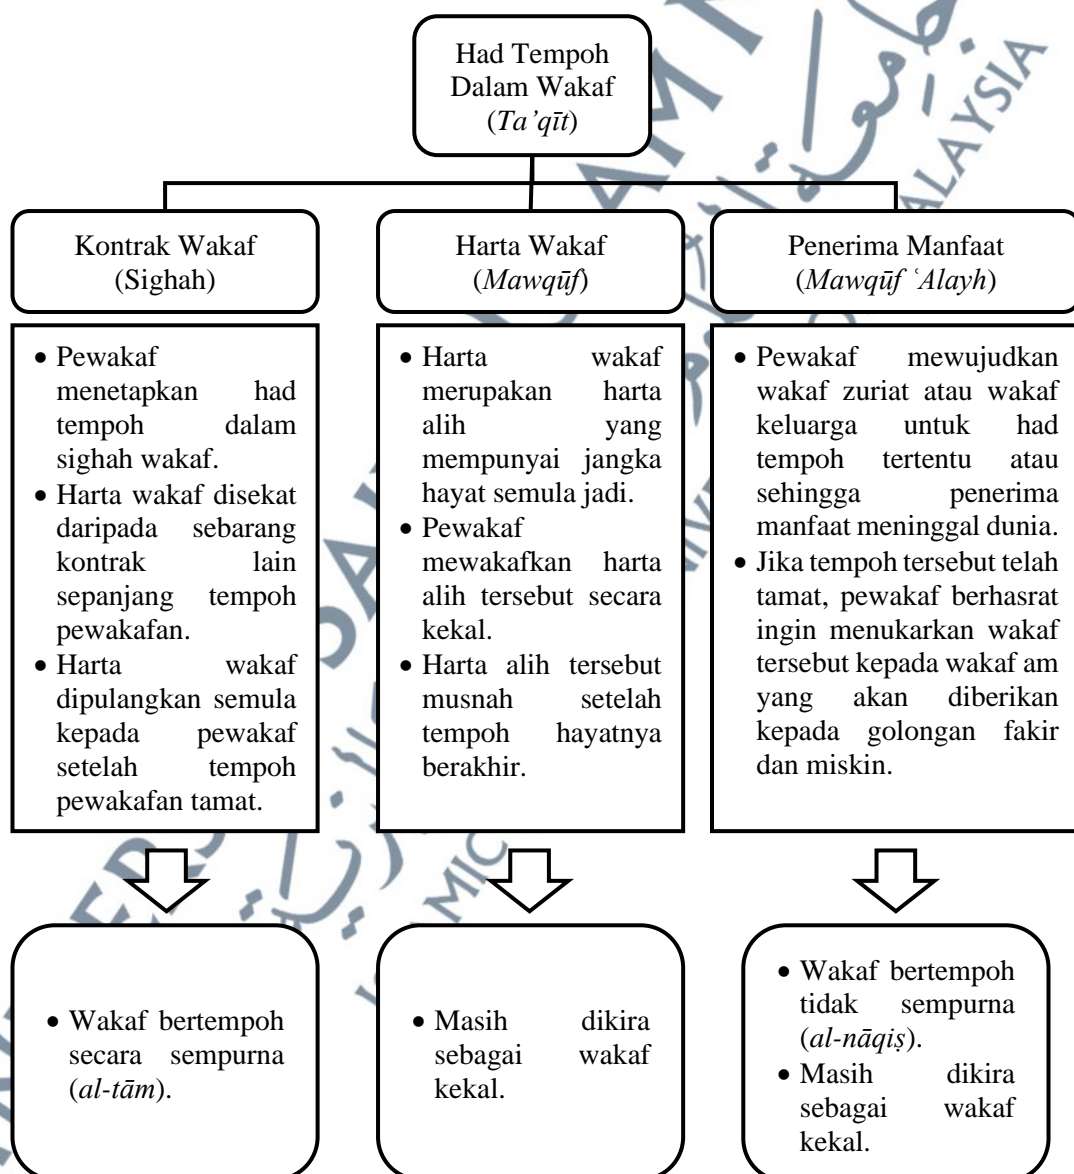 Had Tempoh
Dalam Wakaf
(Ta’qīt)
Kontrak Wakaf
(Sighah)
Harta Wakaf
(Mawqūf)
Penerima Manfaat
(Mawqūf ʿAlayh)
• Pewakaf
menetapkan had
tempoh dalam
sighah wakaf.
• Harta wakaf disekat
daripada sebarang
kontrak lain
sepanjang tempoh
pewakafan.
• Harta wakaf
dipulangkan semula
kepada pewakaf
setelah tempoh
pewakafan tamat.
• Harta wakaf
merupakan harta
alih yang
mempunyai jangka
hayat semula jadi.
• Pewakaf
mewakafkan harta
alih tersebut secara
kekal.
• Harta alih tersebut
musnah setelah
tempoh hayatnya
berakhir.
• Pewakaf mewujudkan
wakaf zuriat atau wakaf
keluarga untuk had
tempoh tertentu atau
sehingga penerima
manfaat meninggal dunia.
• Jika tempoh tersebut telah
tamat, pewakaf berhasrat
ingin menukarkan wakaf
tersebut kepada wakaf am
yang akan diberikan
kepada golongan fakir
dan miskin.
• Wakaf bertempoh
secara sempurna
(al-tām).
• Masih dikira
sebagai wakaf
kekal.
• Wakaf bertempoh
tidak sempurna
(al-nāqiṣ).
• Masih dikira
sebagai wakaf
kekal.